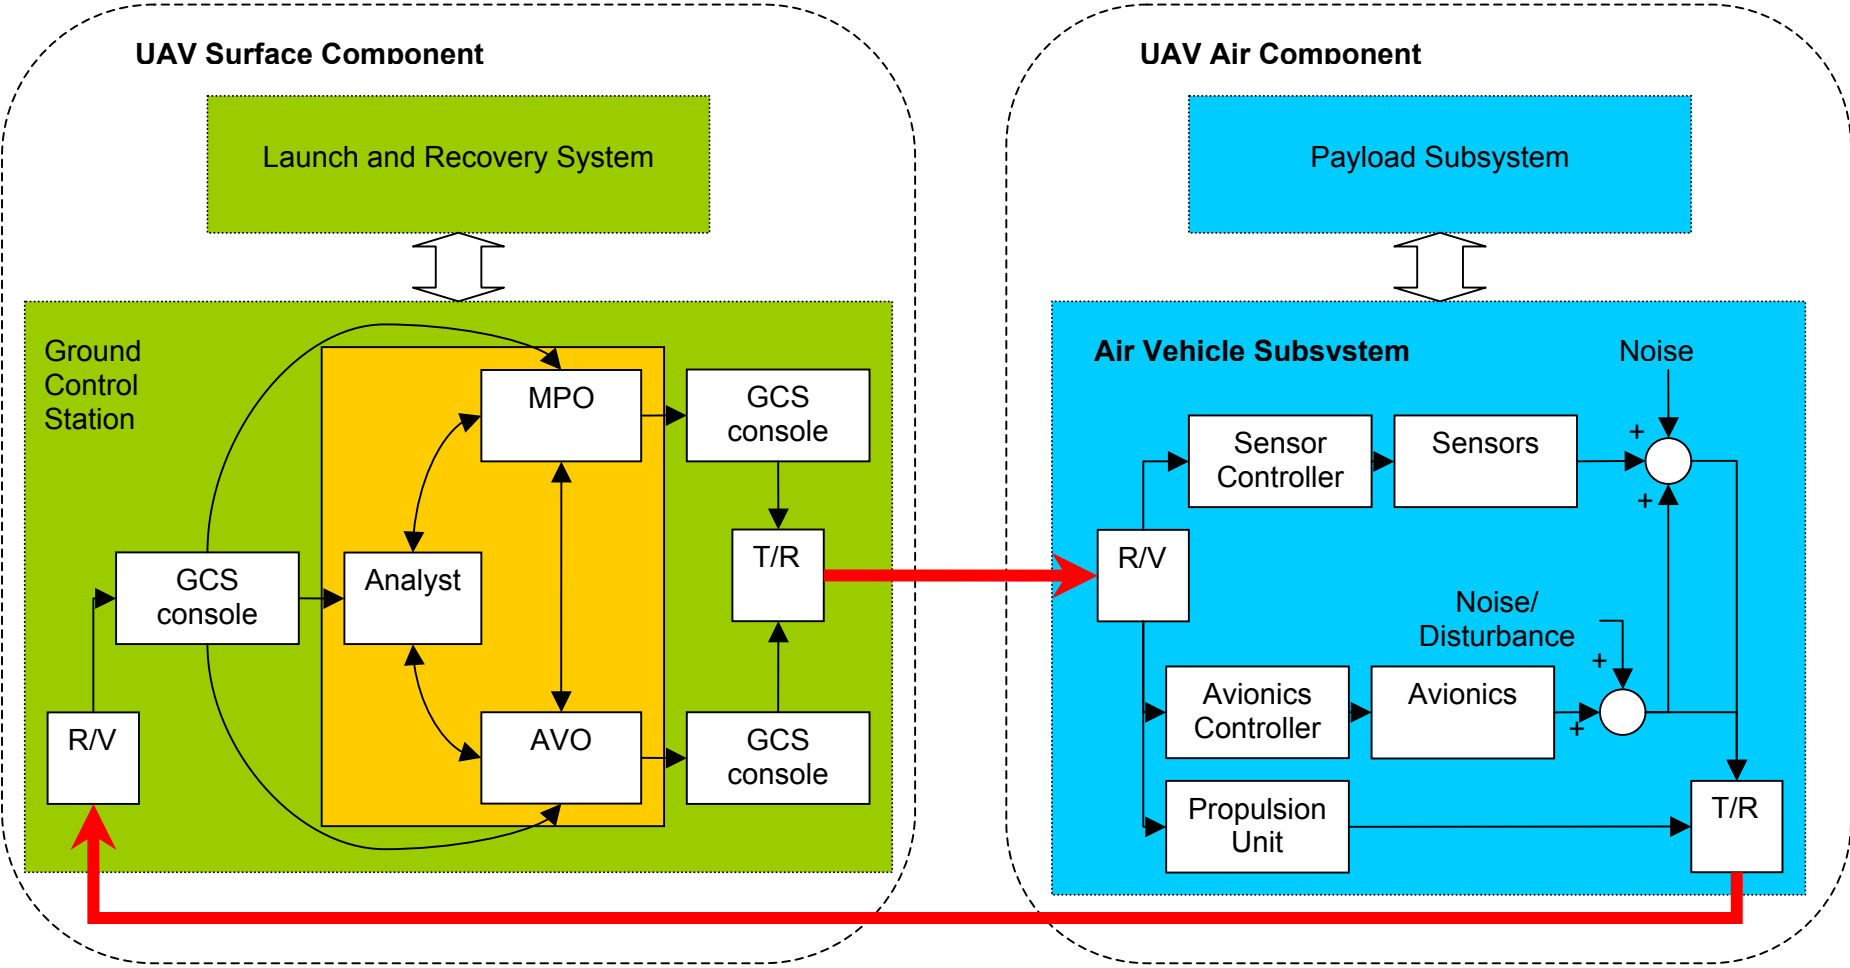 UAV Surface Component
Launch and Recovery System
Ground
Control
Station
MPO
GCS
console
T/R
Analyst
GCS
console
R/V
AVO
GCS
console
UAV Air Component
Payload Subsystem
Air Vehicle Subsystem
Noise
+
Sensor
Controller
Sensors
+
R/V
Noise/
Disturbance
+
Avionics
Controller
Avionics
+
Propulsion
Unit
T/R